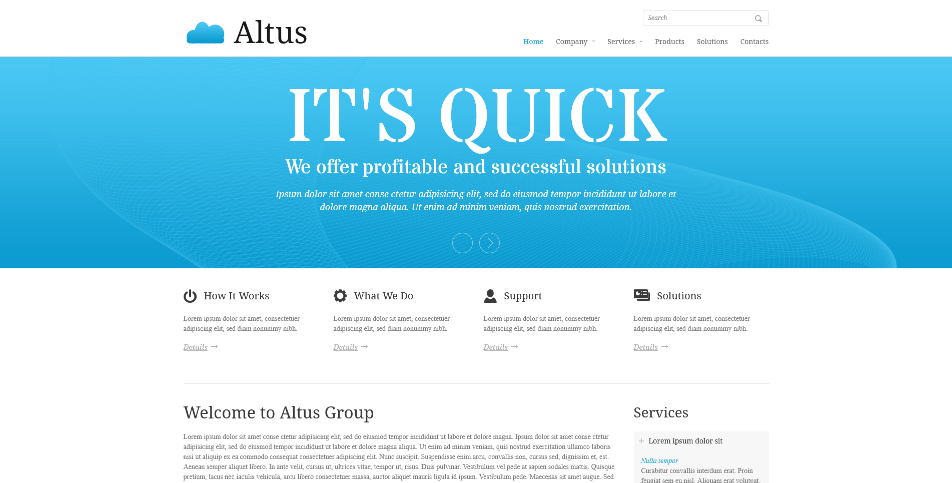 Altus
Search
Home Company Services Products Solutions Contacts
IT'S QUICK
We offer profitable and successful solutions
Ipsum dolor sit amet conse ctetur adipisicing elit, sed do eiusmod tempor incididunt ut labore et
dolore magna aliqua. Ut enim ad minim veniam, quis nostrud exercitation.
How It Works
Lorem ipsum dolor sit amet, consectetuer
adipiscing elit, sed diam nonummy nibh.
Details →
What We Do
Lorem ipsum dolor sit amet, consectetuer
adipiscing elit, sed diam nonummy nibh.
Details →
Support
Lorem ipsum dolor sit amet, consectetuer
adipiscing elit, sed diam nonummy nibh.
Details →
Solutions
Lorem ipsum dolor sit amet, consectetuer
adipiscing elit, sed diam nonummy nibh.
Details →
Welcome to Altus Group
Lorem ipsum dolor sit amet conse ctetur adipisicing elit, sed do eiusmod tempor incididunt ut labore et dolore magna. Ipsum dolor sit amet conse ctetur
adipisicing elit, sed do eiusmod tempor incididunt ut labore et dolore magna aliqua. Ut enim ad minim veniam, quis nostrud exercitation ullamco laboris
nisi ut aliquip ex ea commodo consequat consectetuer adipiscing elit. Nunc suscipit. Suspendisse enim arcu, convallis non, cursus sed, dignissim et, est.
Aenean semper aliquet libero. In ante velit, cursus ut, ultrices vitae, tempor ut, risus. Duis pulvinar. Vestibulum vel pede at sapien sodales mattis. Quisque
pretium, lacus nec iaculis vehicula, arcu libero consectetuer massa, auctor aliquet mauris ligula id ipsum. Vestibulum pede. Maecenas sit amet augue. Sed
Services
+ Lorem ipsum dolor sit
Nulla tempor
Curabitur convallis interdum erat. Proin
feugiat sem eu nisl. Aliquam erat voluteat.